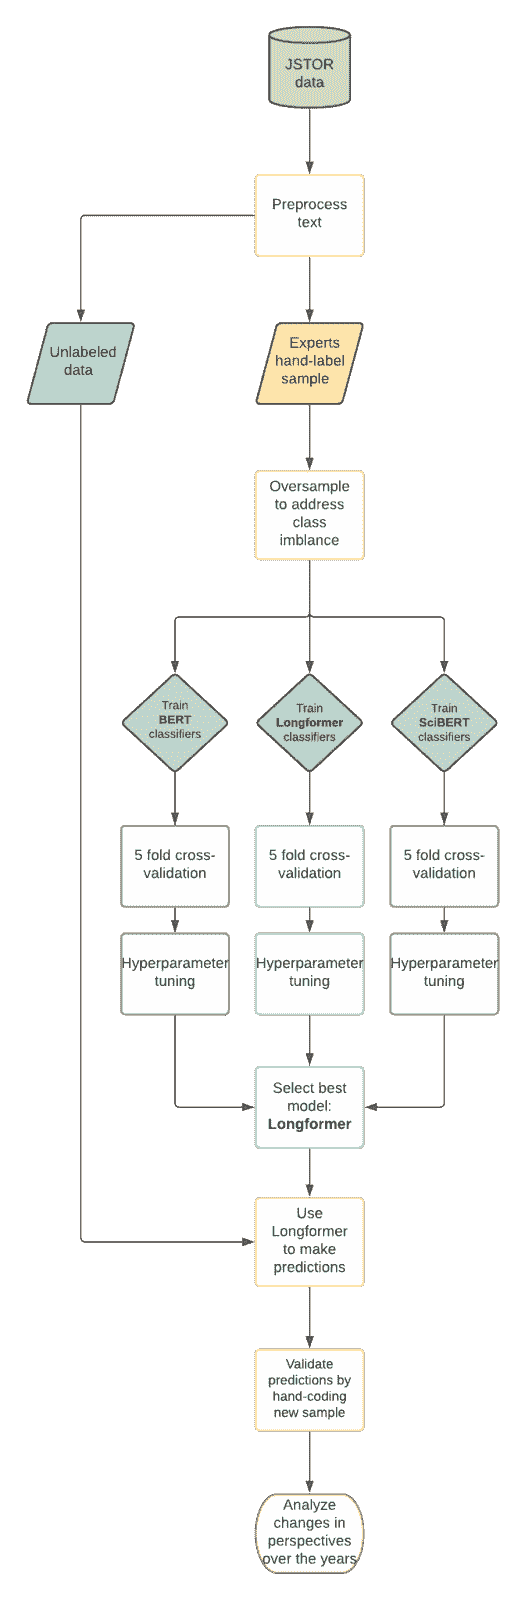 JSTOR
data
Preprocess
text
Unlabeled
data
Experts
hand-label
sample
Oversample
to address
class
imblance
Train
BERT
classifiers
Train
Longformer
classifiers
Train
SciBERT
classifiers
5 fold cross-
validation
5 fold cross-
validation
5 fold cross-
validation
Hyperparameter
tuning
Hyperparameter
tuning
Hyperparameter
tuning
Select best
model:
Longformer
Use
Longformer
to make
predictions
Validate
predictions by
hand-coding
new sample
Analyze
changes in
perspectives
over the years